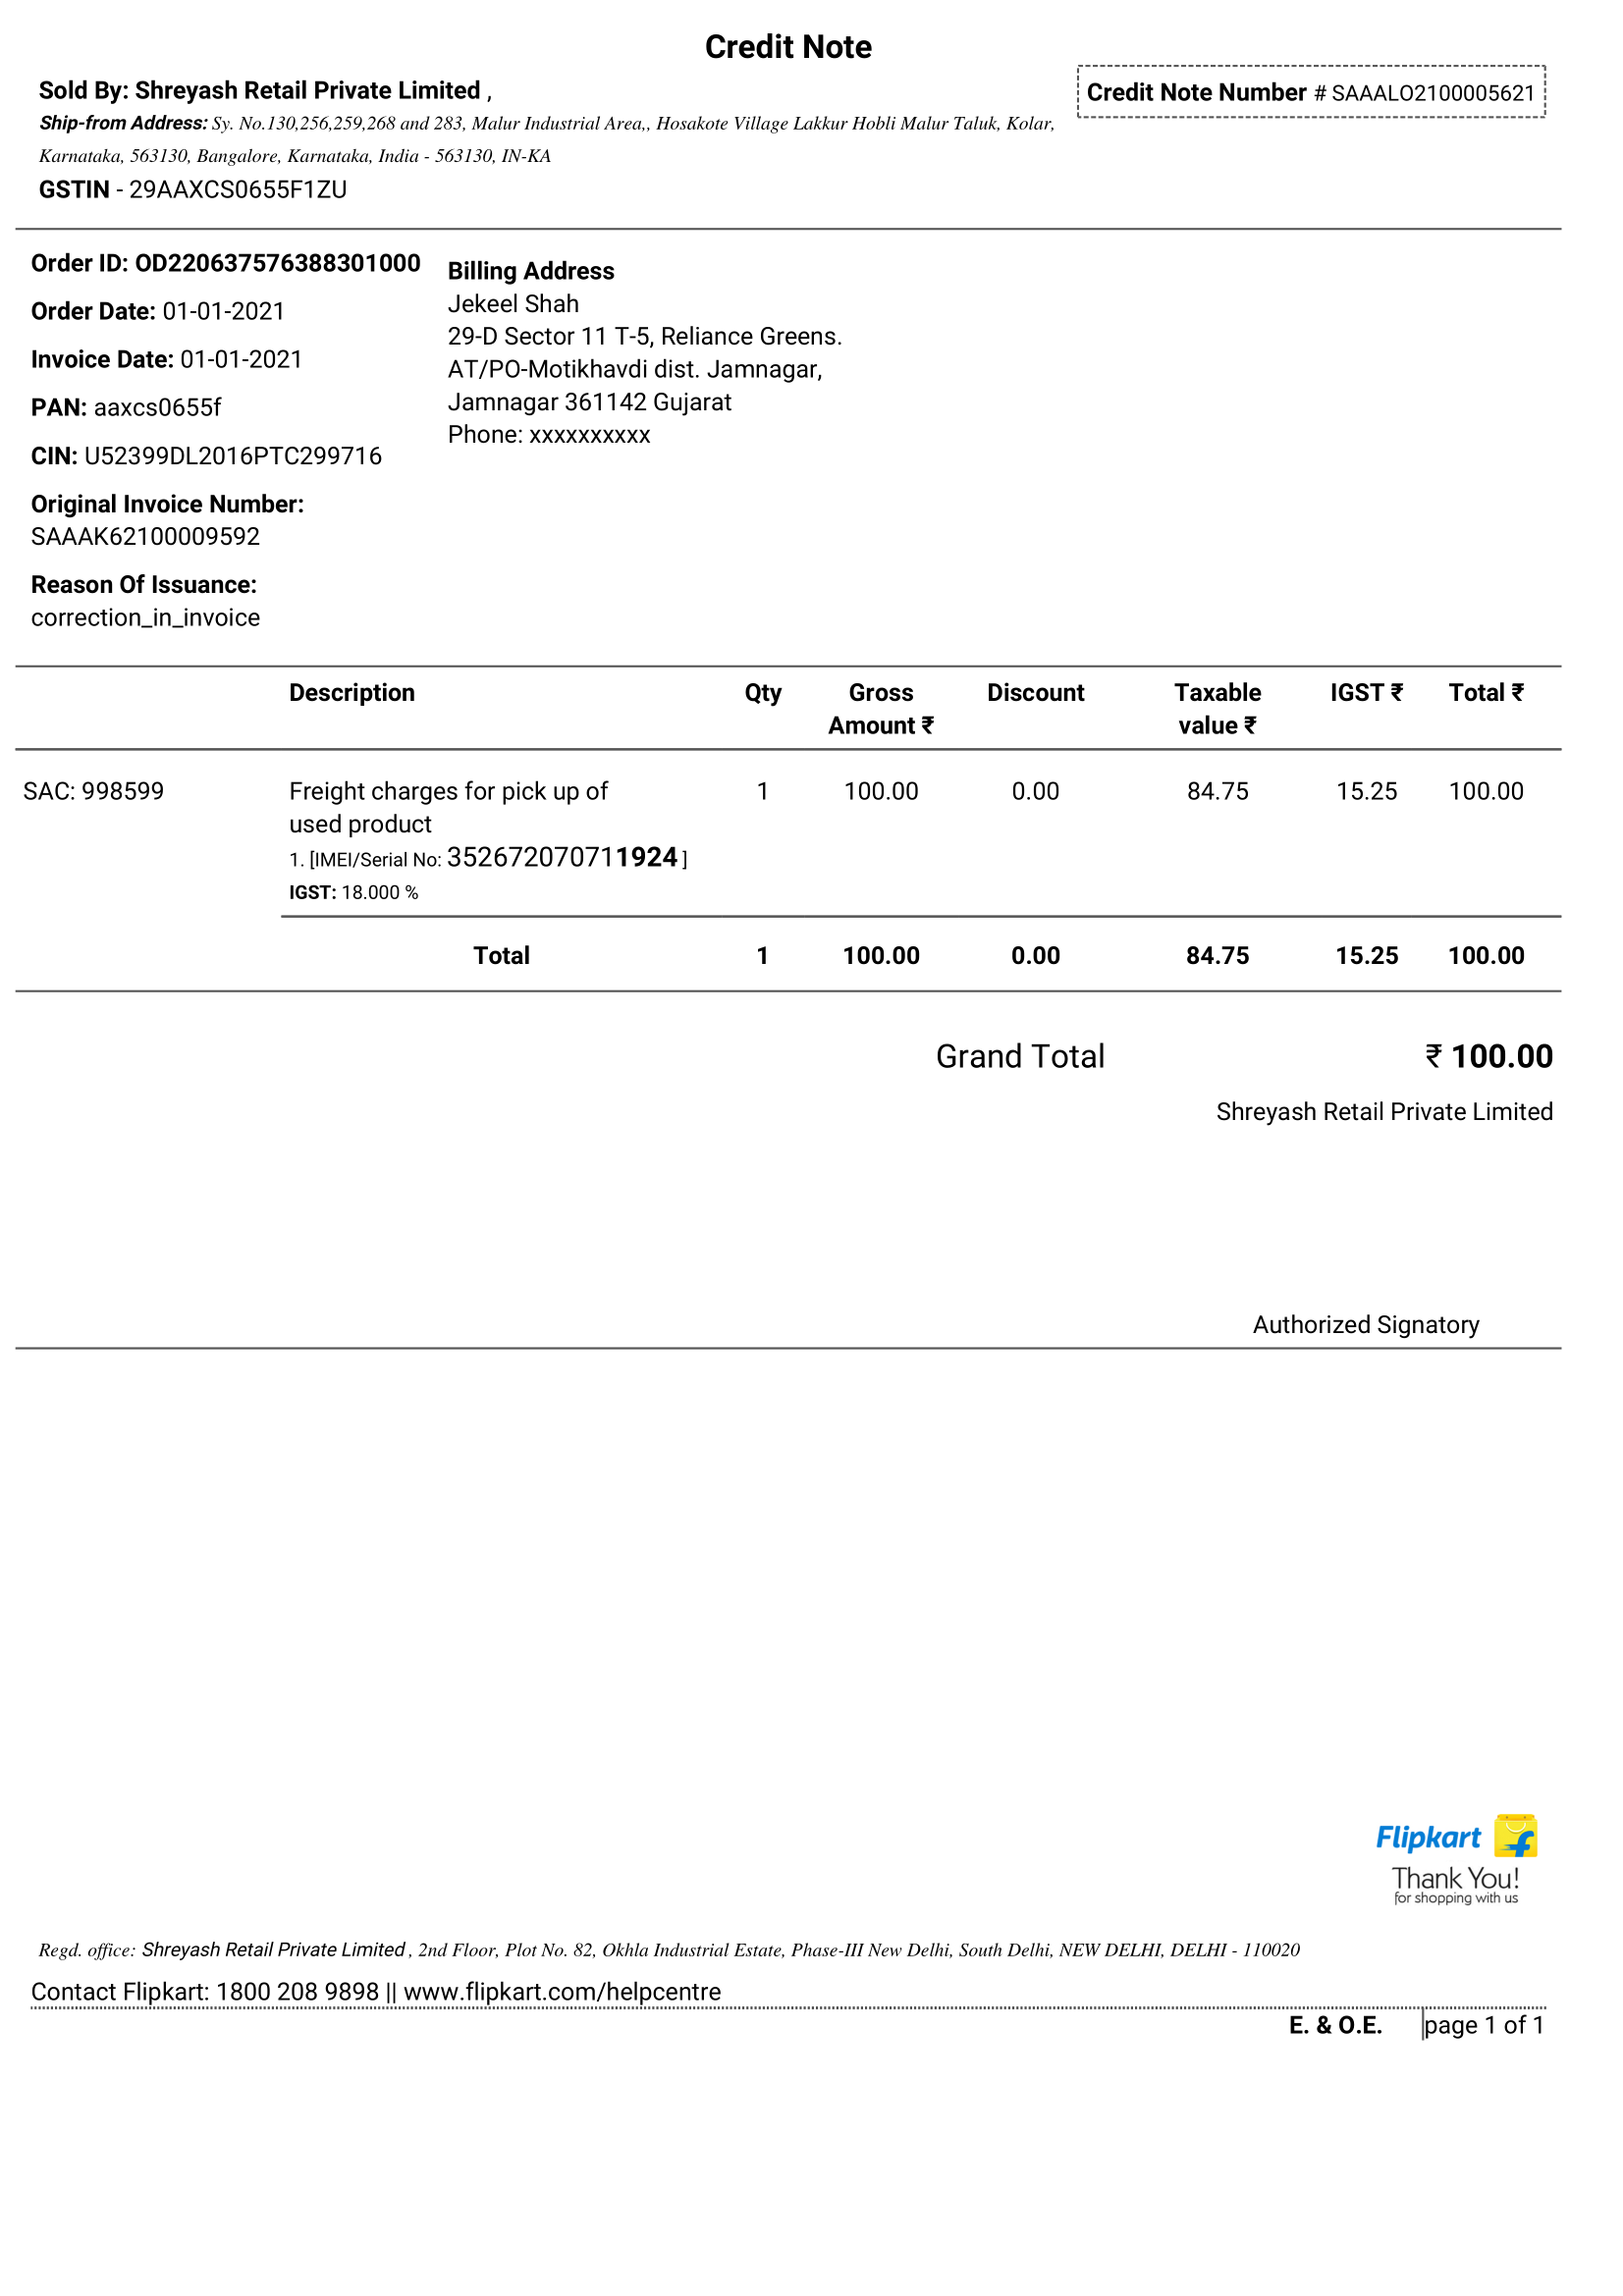 Credit Note
Sold By: Shreyash Retail Private Limited ,
Credit Note Number # SAAALO2100005621
Ship-from Address: Sy. No.130,256,259,268 and 283, Malur Industrial Area,, Hosakote Village Lakkur Hobli Malur Taluk, Kolar,
Karnataka, 563130, Bangalore, Karnataka, India - 563130, IN-KA
GSTIN - 29AAXCS0655F1ZU
Order ID: OD220637576388301000
Order Date: 01-01-2021
Invoice Date: 01-01-2021
PAN: aaxcs0655f
CIN: U52399DL2016PTC299716
Original Invoice Number:
SAAAK62100009592
Reason Of Issuance:
correction_in_invoice
Billing Address
Jekeel Shah
29-D Sector 11 T-5, Reliance Greens.
AT/PO-Motikhavdi dist. Jamnagar,
Jamnagar 361142 Gujarat
Phone: xxxxxxxxxx
Description Qty Gross Amount ₹ Discount Taxable value ₹ IGST ₹ Total ₹
SAC: 998599 Freight charges for pick up of 1 100.00 0.00 84.75 15.25 100.00
used product
1. [IMEI/Serial No: 352672070711924 ]
IGST: 18.000 %
Total 1 100.00 0.00 84.75 15.25 100.00
Grand Total ₹ 100.00
Shreyash Retail Private Limited
Authorized Signatory
Flipkart
Thank You!
for shopping with us
Regd. office: Shreyash Retail Private Limited , 2nd Floor, Plot No. 82, Okhla Industrial Estate, Phase-III New Delhi, South Delhi, NEW DELHI, DELHI - 110020
Contact Flipkart: 1800 208 9898 || www.flipkart.com/helpcentre
E. & O.E. page 1 of 1